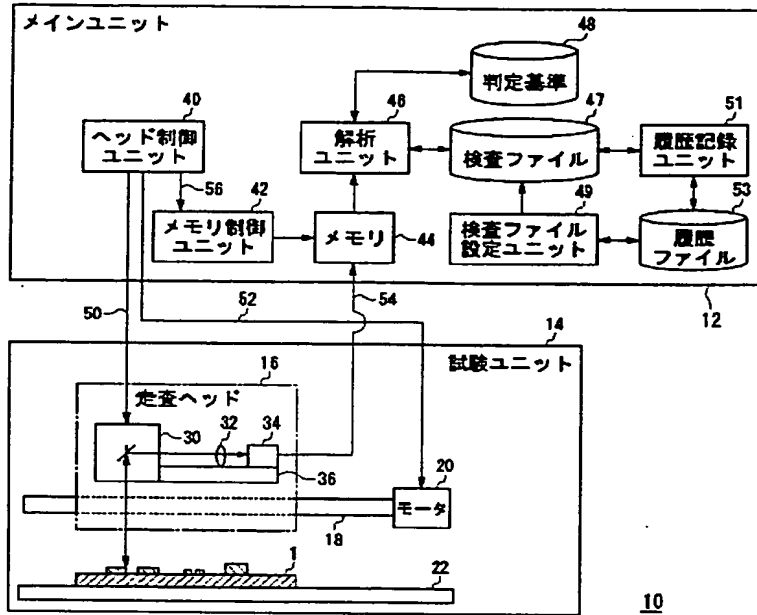 メインユニット
48
判定基準
40
ヘッド制御
ユニット
46
解析
ユニット
47
検査ファイル
51
履歴記録
ユニット
56
42
メモリ制御
ユニット
メモリ
44
49
検査ファイル
設定ユニット
53
履歴
ファイル
50
52
54
12
14
試験ユニット
16
走査ヘッド
30
32
34
36
20
モータ
18
1
22
10